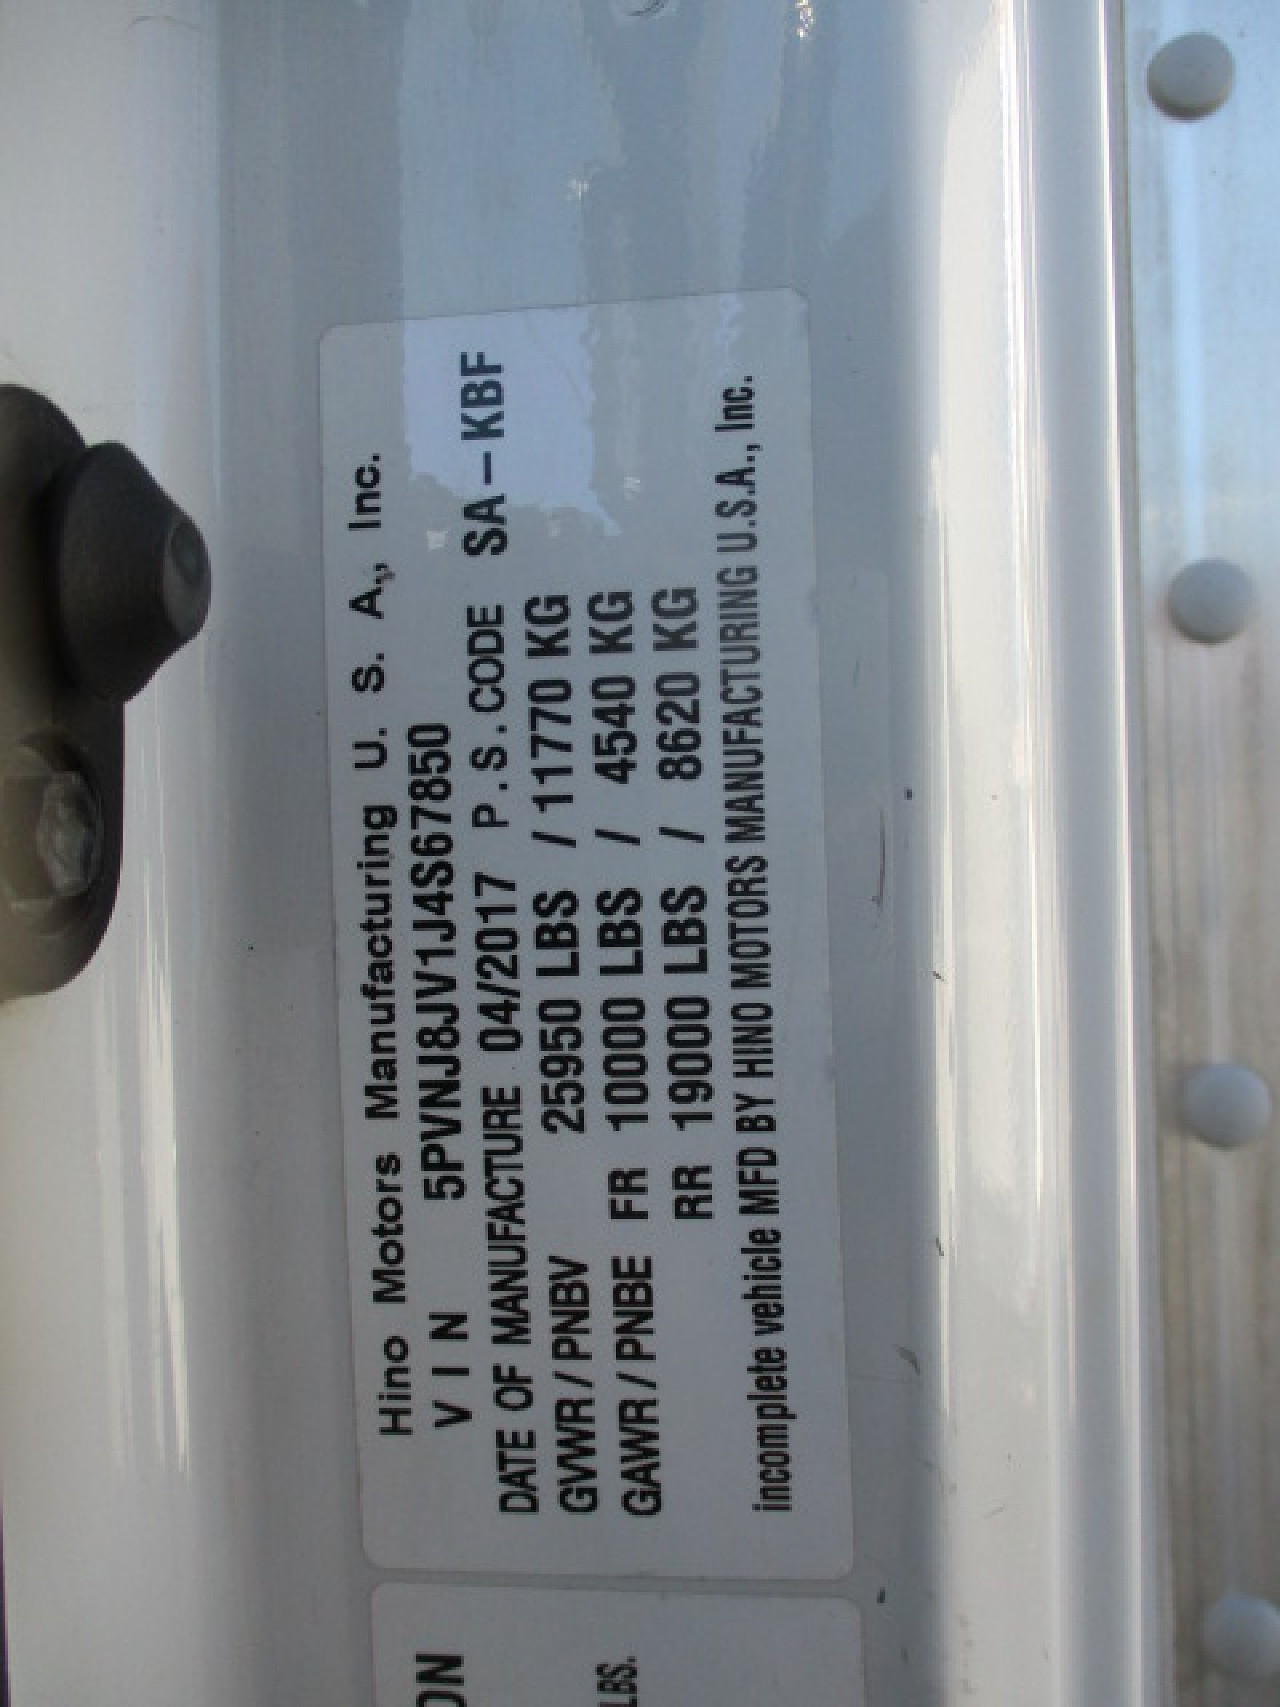 Hino Motors Manufacturing U. S. A., Inc.
VIN 5PVNJ8JV1J4S67850
DATE OF MANUFACTURE 04/2017 P.S.CODE SA-KBF
GVWR / PNBV 25950 LBS / 11770 KG
GAWR / PNBE FR 10000 LBS / 4540 KG
RR 19000 LBS / 8620 KG
incomplete vehicle MFD BY HINO MOTORS MANUFACTURING U.S.A., Inc.
LBS.